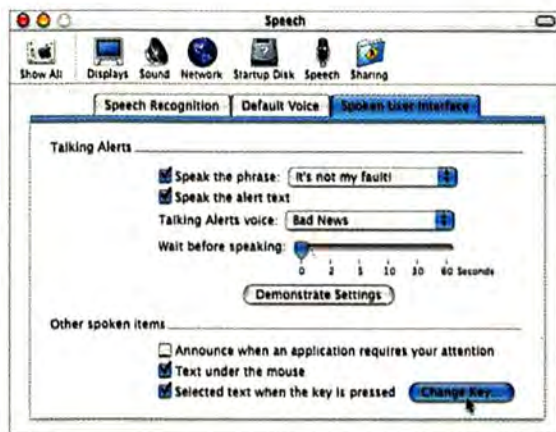 Speech
Show All Displays Sound Network Startup Disk Speech Sharing
Speech Recognition Default Voice Spoken User Interface
Talking Alerts
Speak the phrase: It's not my fault!
Speak the alert text
Talking Alerts voice: Bad News
Wait before speaking:
0 2 5 10 30 60 Seconds
Demonstrate Settings
Other spoken items
Announce when an application requires your attention
Text under the mouse
Selected text when the key is pressed Change Key...